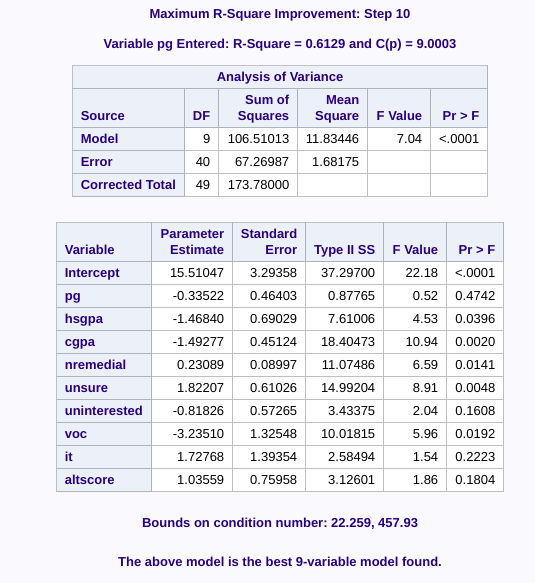 Maximum R-Square Improvement: Step 10
Variable pg Entered: R-Square = 0.6129 and C(p) = 9.0003
Analysis of Variance
Source DF Sum of Squares Mean Square F Value Pr > F
Model 9 106.51013 11.83446 7.04 <.0001
Error 40 67.26987 1.68175
Corrected Total 49 173.78000
Variable Parameter Estimate Standard Error Type II SS F Value Pr > F
Intercept 15.51047 3.29358 37.29700 22.18 <.0001
pg -0.33522 0.46403 0.87765 0.52 0.4742
hsgpa -1.46840 0.69029 7.61006 4.53 0.0396
cgpa -1.49277 0.45124 18.40473 10.94 0.0020
nremedial 0.23089 0.08997 11.07486 6.59 0.0141
unsure 1.82207 0.61026 14.99204 8.91 0.0048
uninterested -0.81826 0.57265 3.43375 2.04 0.1608
voc -3.23510 1.32548 10.01815 5.96 0.0192
it 1.72768 1.39354 2.58494 1.54 0.2223
altscore 1.03559 0.75958 3.12601 1.86 0.1804
Bounds on condition number: 22.259, 457.93
The above model is the best 9-variable model found.